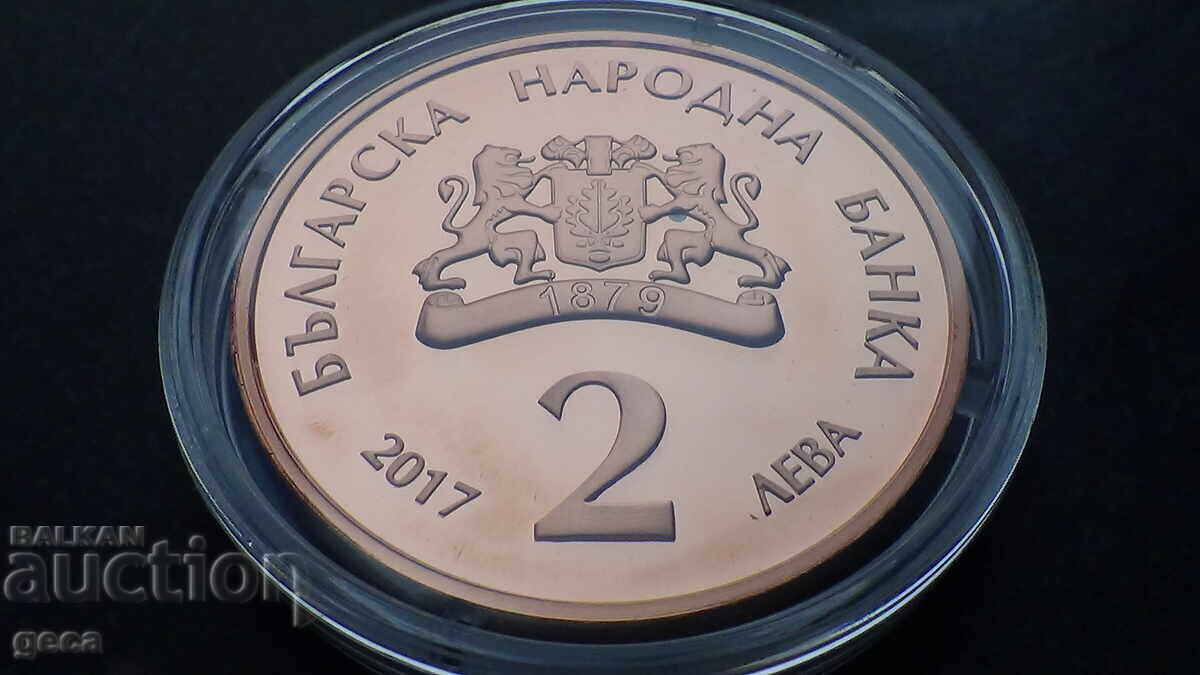 БЪЛГАРСКА НАРОДНА БАНКА
1879
2
2017
ЛЕВА
BALKAN
auction
geca